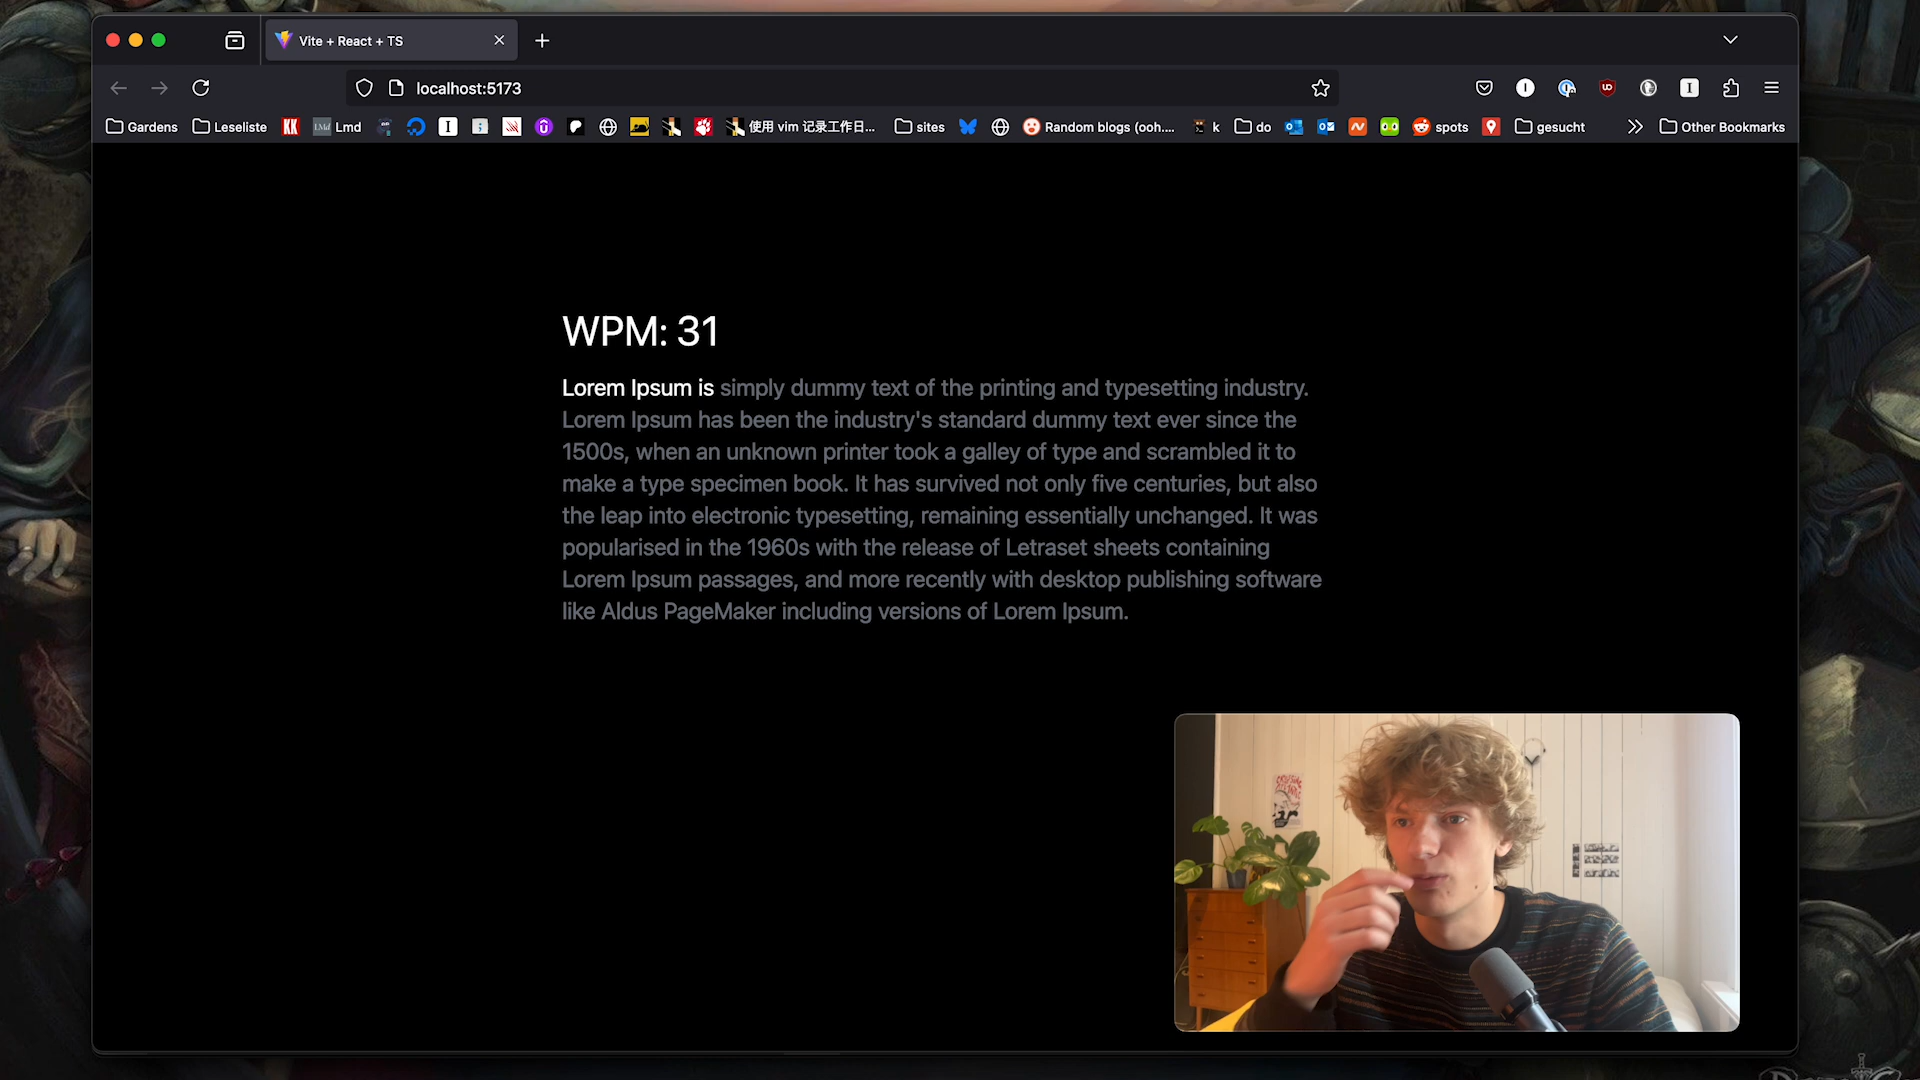 Vite + React + TS
localhost:5173
Gardens
Leseliste
KK
LMd
Lmd
使用 vim 记录工作日...
sites
Random blogs (ooh....
k
do
spots
gesucht
Other Bookmarks
WPM: 31
Lorem Ipsum is simply dummy text of the printing and typesetting industry.
Lorem Ipsum has been the industry's standard dummy text ever since the
1500s, when an unknown printer took a galley of type and scrambled it to
make a type specimen book. It has survived not only five centuries, but also
the leap into electronic typesetting, remaining essentially unchanged. It was
popularised in the 1960s with the release of Letraset sheets containing
Lorem Ipsum passages, and more recently with desktop publishing software
like Aldus PageMaker including versions of Lorem Ipsum.